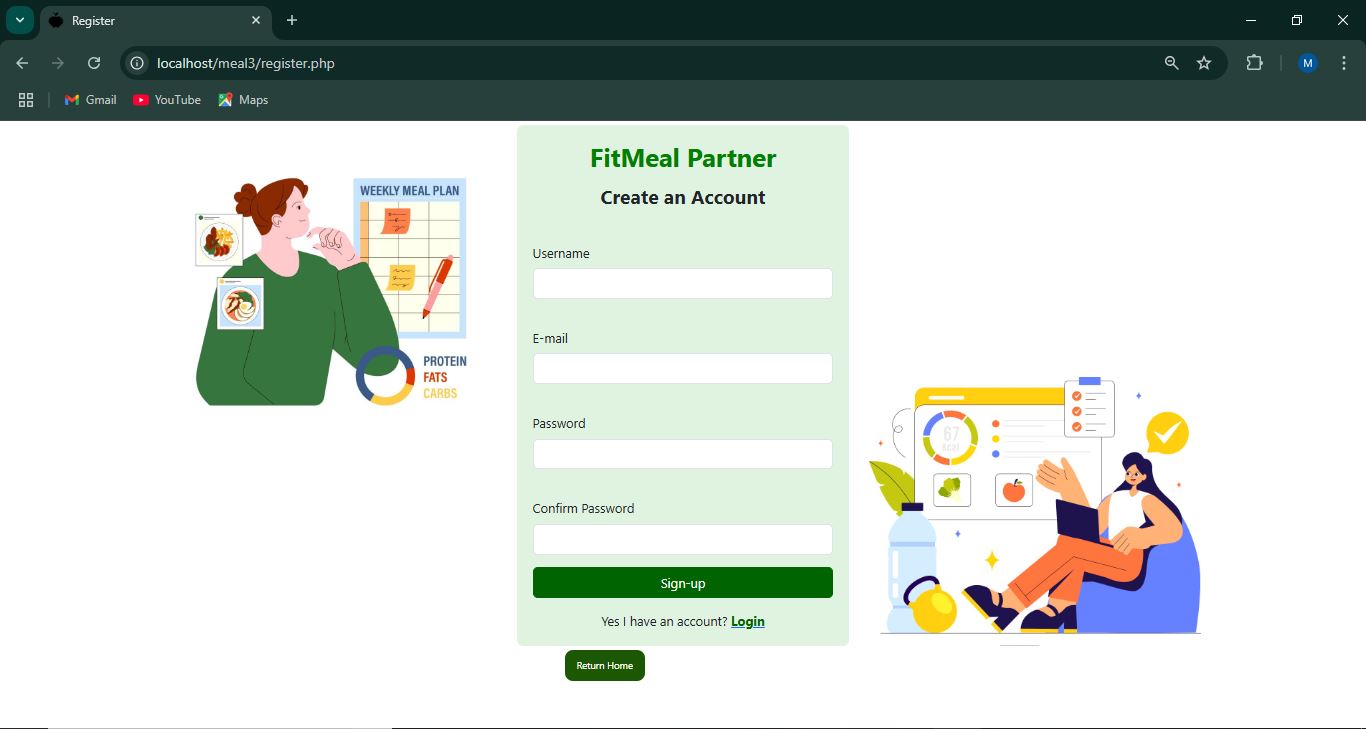 Register
localhost/meal3/register.php
M
Gmail
YouTube
Maps
FitMeal Partner
Create an Account
WEEKLY MEAL PLAN
PROTEIN
FATS
CARBS
Username
E-mail
Password
Confirm Password
Sign-up
Yes I have an account? Login
Return Home
67
kcal